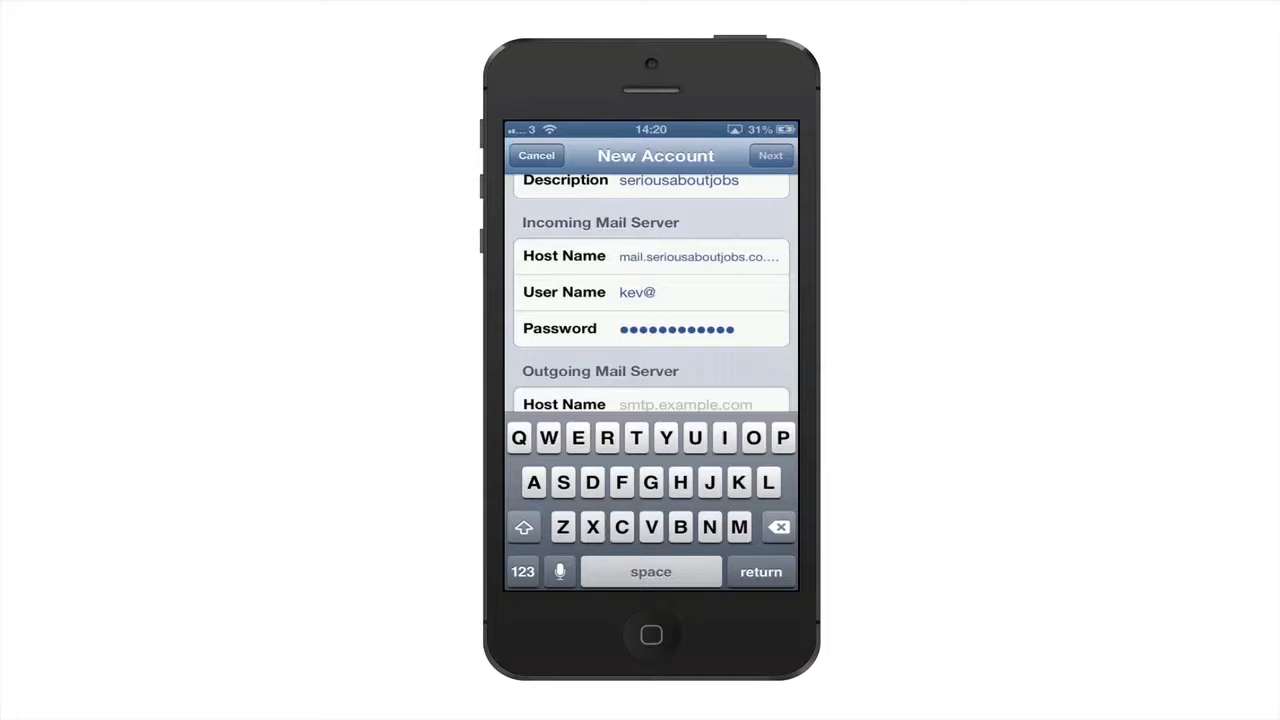 3 14:20 31%
Cancel New Account Next
Description seriousaboutjobs
Incoming Mail Server
Host Name mail.seriousaboutjobs.co....
User Name kev@
Password ●●●●●●●●●●●●
Outgoing Mail Server
Host Name smtp.example.com
Q W E R T Y U I O P
A S D F G H J K L
Z X C V B N M
123 space return